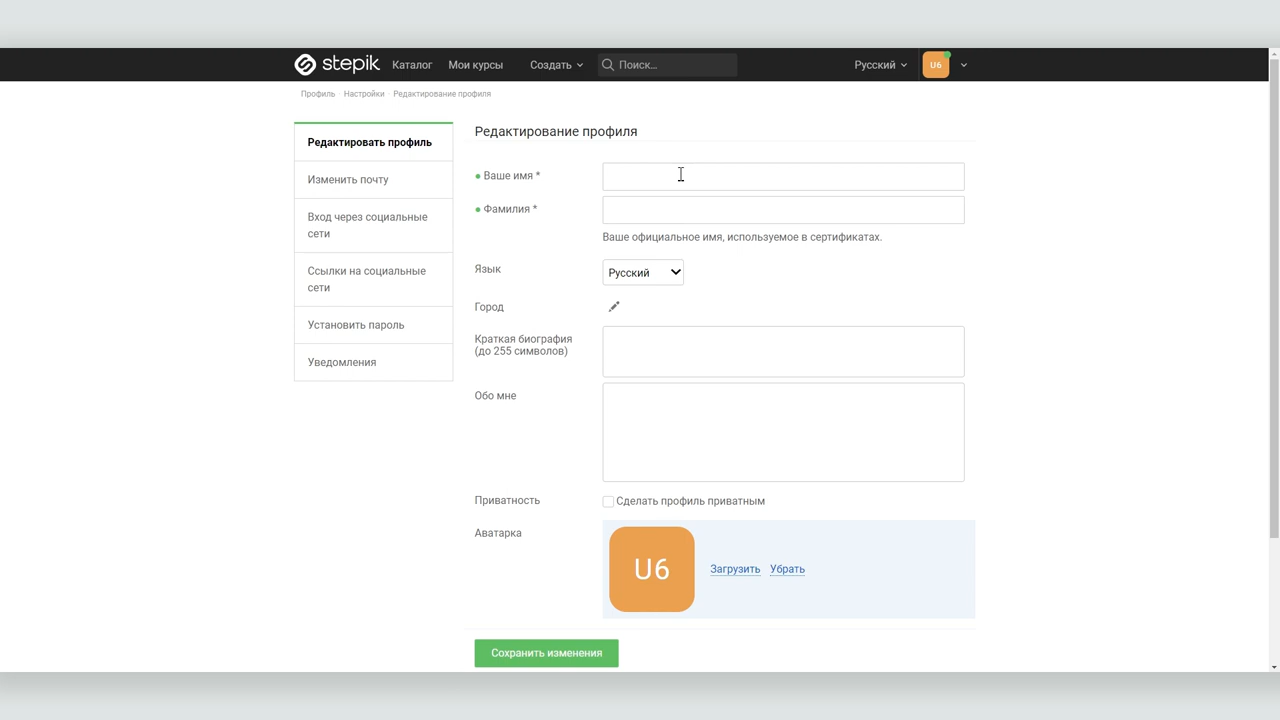 stepik Каталог Мои курсы Создать Поиск... Русский U6
Профиль Настройки Редактирование профиля
Редактировать профиль
Изменить почту
Вход через социальные
сети
Ссылки на социальные
сети
Установить пароль
Уведомления
Редактирование профиля
Ваше имя *
Фамилия *
Ваше официальное имя, используемое в сертификатах.
Язык Русский
Город
Краткая биография
(до 255 символов)
Обо мне
Приватность Сделать профиль приватным
Аватарка
U6 Загрузить Убрать
Сохранить изменения